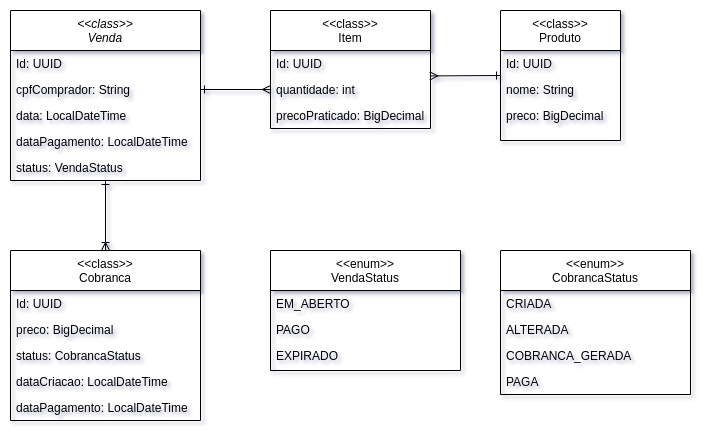 <<class>>
Venda
Id: UUID
cpfComprador: String
data: LocalDateTime
dataPagamento: LocalDateTime
status: VendaStatus
<<class>>
Item
Id: UUID
quantidade: int
precoPraticado: BigDecimal
<<class>>
Produto
Id: UUID
nome: String
preco: BigDecimal
<<class>>
Cobranca
Id: UUID
preco: BigDecimal
status: CobrancaStatus
dataCriacao: LocalDateTime
dataPagamento: LocalDateTime
<<enum>>
VendaStatus
EM_ABERTO
PAGO
EXPIRADO
<<enum>>
CobrancaStatus
CRIADA
ALTERADA
COBRANCA_GERADA
PAGA